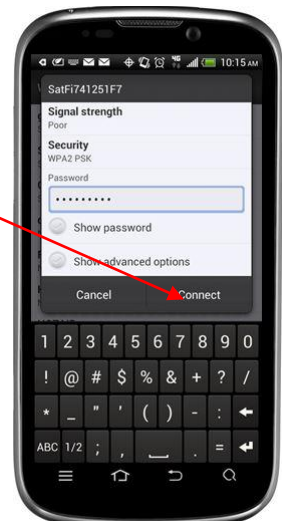 10:15 AM
SatFi741251F7
Signal strength
Poor
Security
WPA2 PSK
Password
•••••••••
Show password
Show advanced options
Cancel Connect
1 2 3 4 5 6 7 8 9 0
! @ # $ % & + ? /
* _ " ' ( ) - :
ABC 1/2 ; , . =